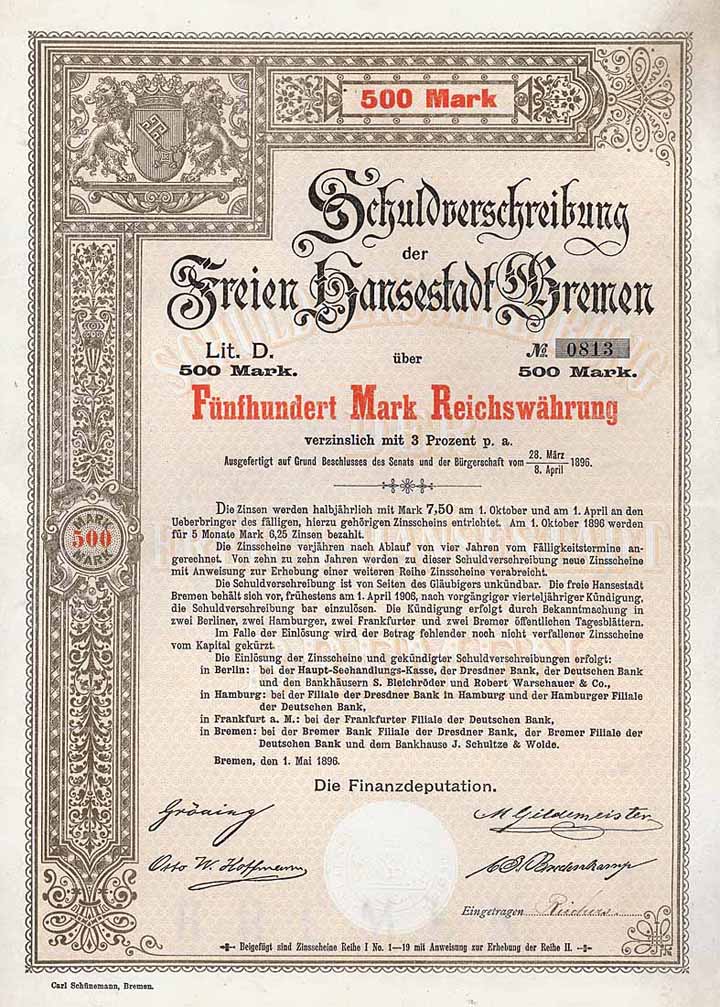 500 Mark
Schuldverschreibung
der
Freien Hansestadt Bremen
Lit. D.
500 Mark.
über
№ 0813
500 Mark.
Fünfhundert Mark Reichswährung
verzinslich mit 3 Prozent p. a.
Ausgefertigt auf Grund Beschlusses des Senats und der Bürgerschaft vom 28. März / 8. April 1896.
Die Zinsen werden halbjährlich mit Mark 7,50 am 1. Oktober und am 1. April an den
Ueberbringer des fälligen, hierzu gehörigen Zinsscheins entrichtet. Am 1. Oktober 1896 werden
für 5 Monate Mark 6,25 Zinsen bezahlt.
Die Zinsscheine verjähren nach Ablauf von vier Jahren vom Fälligkeitstermine an-
gerechnet. Von zehn zu zehn Jahren werden zu dieser Schuldverschreibung neue Zinsscheine
mit Anweisung zur Erhebung einer weiteren Reihe Zinsscheine verabreicht.
Die Schuldverschreibung ist von Seiten des Gläubigers unkündbar. Die freie Hansestadt
Bremen behält sich vor, frühestens am 1. April 1906, nach vorgängiger vierteljähriger Kündigung,
die Schuldverschreibung bar einzulösen. Die Kündigung erfolgt durch Bekanntmachung in
zwei Berliner, zwei Hamburger, zwei Frankfurter und zwei Bremer öffentlichen Tagesblättern.
Im Falle der Einlösung wird der Betrag fehlender noch nicht verfallener Zinsscheine
vom Kapital gekürzt.
Die Einlösung der Zinsscheine und gekündigter Schuldverschreibungen erfolgt:
in Berlin: bei der Haupt-Seehandlungs-Kasse, der Dresdner Bank, der Deutschen Bank
und den Bankhäusern S. Bleichröder und Robert Warschauer & Co.,
in Hamburg: bei der Filiale der Dresdner Bank in Hamburg und der Hamburger Filiale
der Deutschen Bank,
in Frankfurt a. M.: bei der Frankfurter Filiale der Deutschen Bank,
in Bremen: bei der Bremer Bank Filiale der Dresdner Bank, der Bremer Filiale der
Deutschen Bank und dem Bankhause J. Schultze & Wolde.
Bremen, den 1. Mai 1896.
MARK
500
MARK
Die Finanzdeputation.
Gröning
M Gildemeister
Otto W. Hoffmann
Bredenkamp
Eingetragen
Beigefügt sind Zinsscheine Reihe I No. 1—19 mit Anweisung zur Erhebung der Reihe II.
Carl Schünemann, Bremen.